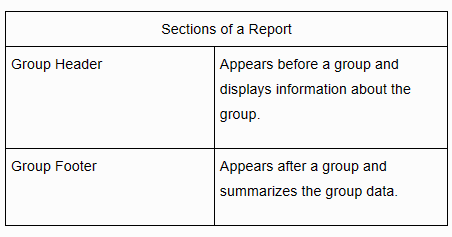 Sections of a Report
Group Header
Appears before a group and
displays information about the
group.
Group Footer
Appears after a group and
summarizes the group data.